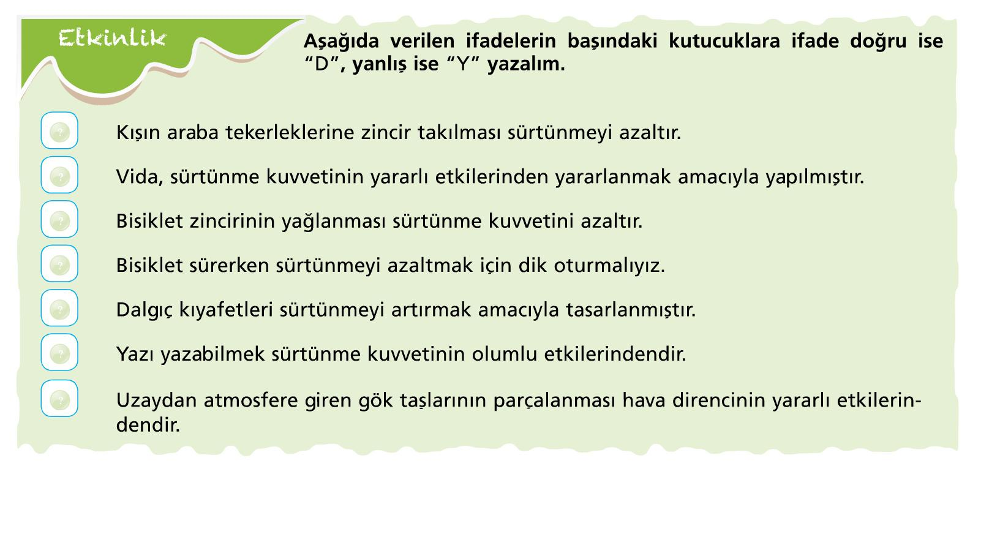 Etkinlik
Aşağıda verilen ifadelerin başındaki kutucuklara ifade doğru ise
“D”, yanlış ise “Y” yazalım.
? Kışın araba tekerleklerine zincir takılması sürtünmeyi azaltır.
? Vida, sürtünme kuvvetinin yararlı etkilerinden yararlanmak amacıyla yapılmıştır.
? Bisiklet zincirinin yağlanması sürtünme kuvvetini azaltır.
? Bisiklet sürerken sürtünmeyi azaltmak için dik oturmalıyız.
? Dalgıç kıyafetleri sürtünmeyi artırmak amacıyla tasarlanmıştır.
? Yazı yazabilmek sürtünme kuvvetinin olumlu etkilerindendir.
? Uzaydan atmosfere giren gök taşlarının parçalanması hava direncinin yararlı etkilerin-
dendir.